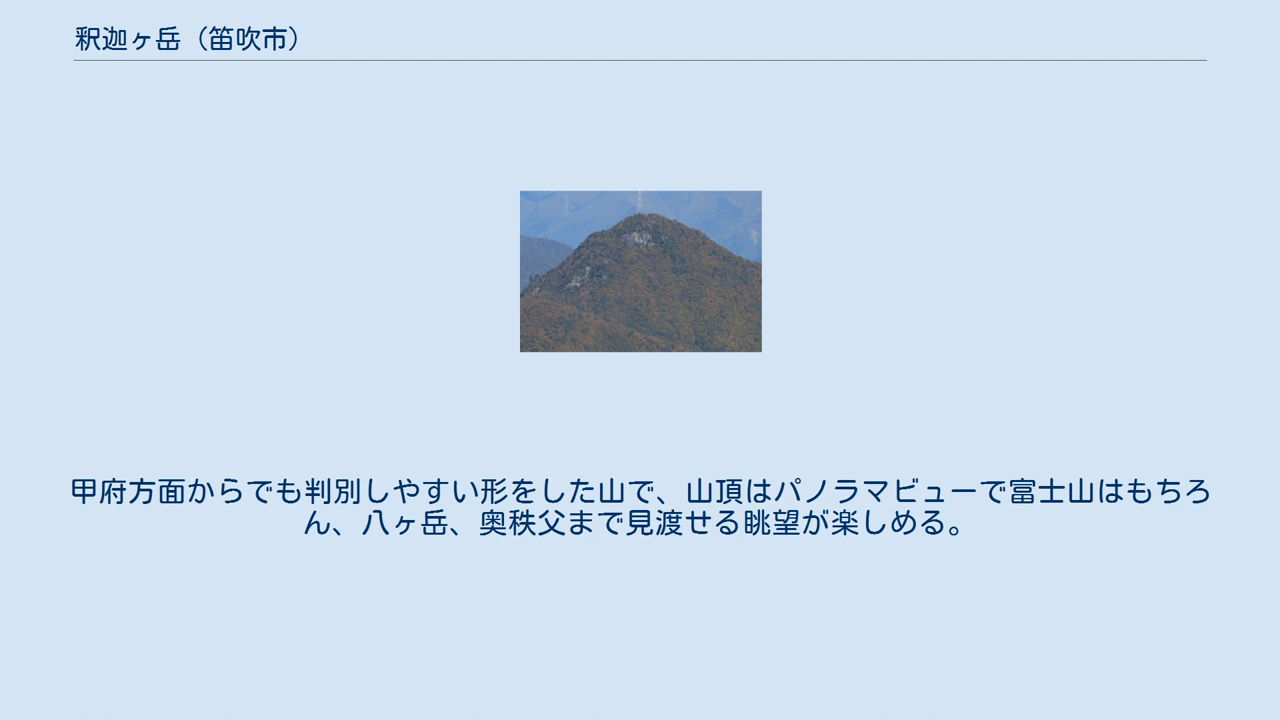 釈迦ヶ岳（笛吹市）
甲府方面からでも判別しやすい形をした山で、山頂はパノラマビューで富士山はもちろ
ん、八ヶ岳、奥秩父まで見渡せる眺望が楽しめる。